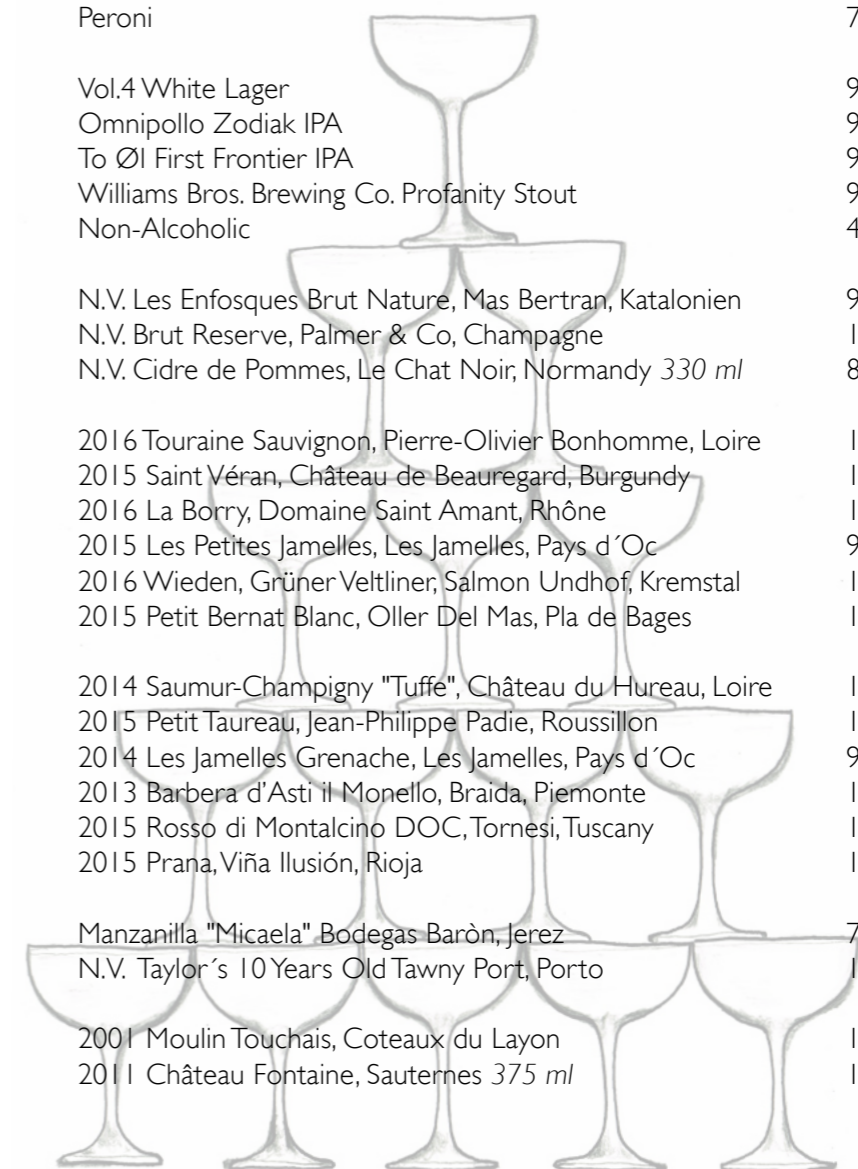 Peroni 7
Vol.4 White Lager 9
Omnipollo Zodiak IPA 9
To Øl First Frontier IPA 9
Williams Bros. Brewing Co. Profanity Stout 9
Non-Alcoholic 4
N.V. Les Enfosques Brut Nature, Mas Bertran, Katalonien 9
N.V. Brut Reserve, Palmer & Co, Champagne 1
N.V. Cidre de Pommes, Le Chat Noir, Normandy 330 ml 8
2016 Touraine Sauvignon, Pierre-Olivier Bonhomme, Loire 1
2015 Saint Véran, Château de Beauregard, Burgundy 1
2016 La Borry, Domaine Saint Amant, Rhône 1
2015 Les Petites Jamelles, Les Jamelles, Pays d´Oc 9
2016 Wieden, Grüner Veltliner, Salmon Undhof, Kremstal 1
2015 Petit Bernat Blanc, Oller Del Mas, Pla de Bages 1
2014 Saumur-Champigny "Tuffe", Château du Hureau, Loire 1
2015 Petit Taureau, Jean-Philippe Padie, Roussillon 1
2014 Les Jamelles Grenache, Les Jamelles, Pays d´Oc 9
2013 Barbera d’Asti il Monello, Braida, Piemonte 1
2015 Rosso di Montalcino DOC, Tornesi, Tuscany 1
2015 Prana, Viña Ilusión, Rioja 1
Manzanilla "Micaela" Bodegas Baròn, Jerez 7
N.V. Taylor´s 10 Years Old Tawny Port, Porto 1
2001 Moulin Touchais, Coteaux du Layon 1
2011 Château Fontaine, Sauternes 375 ml 1